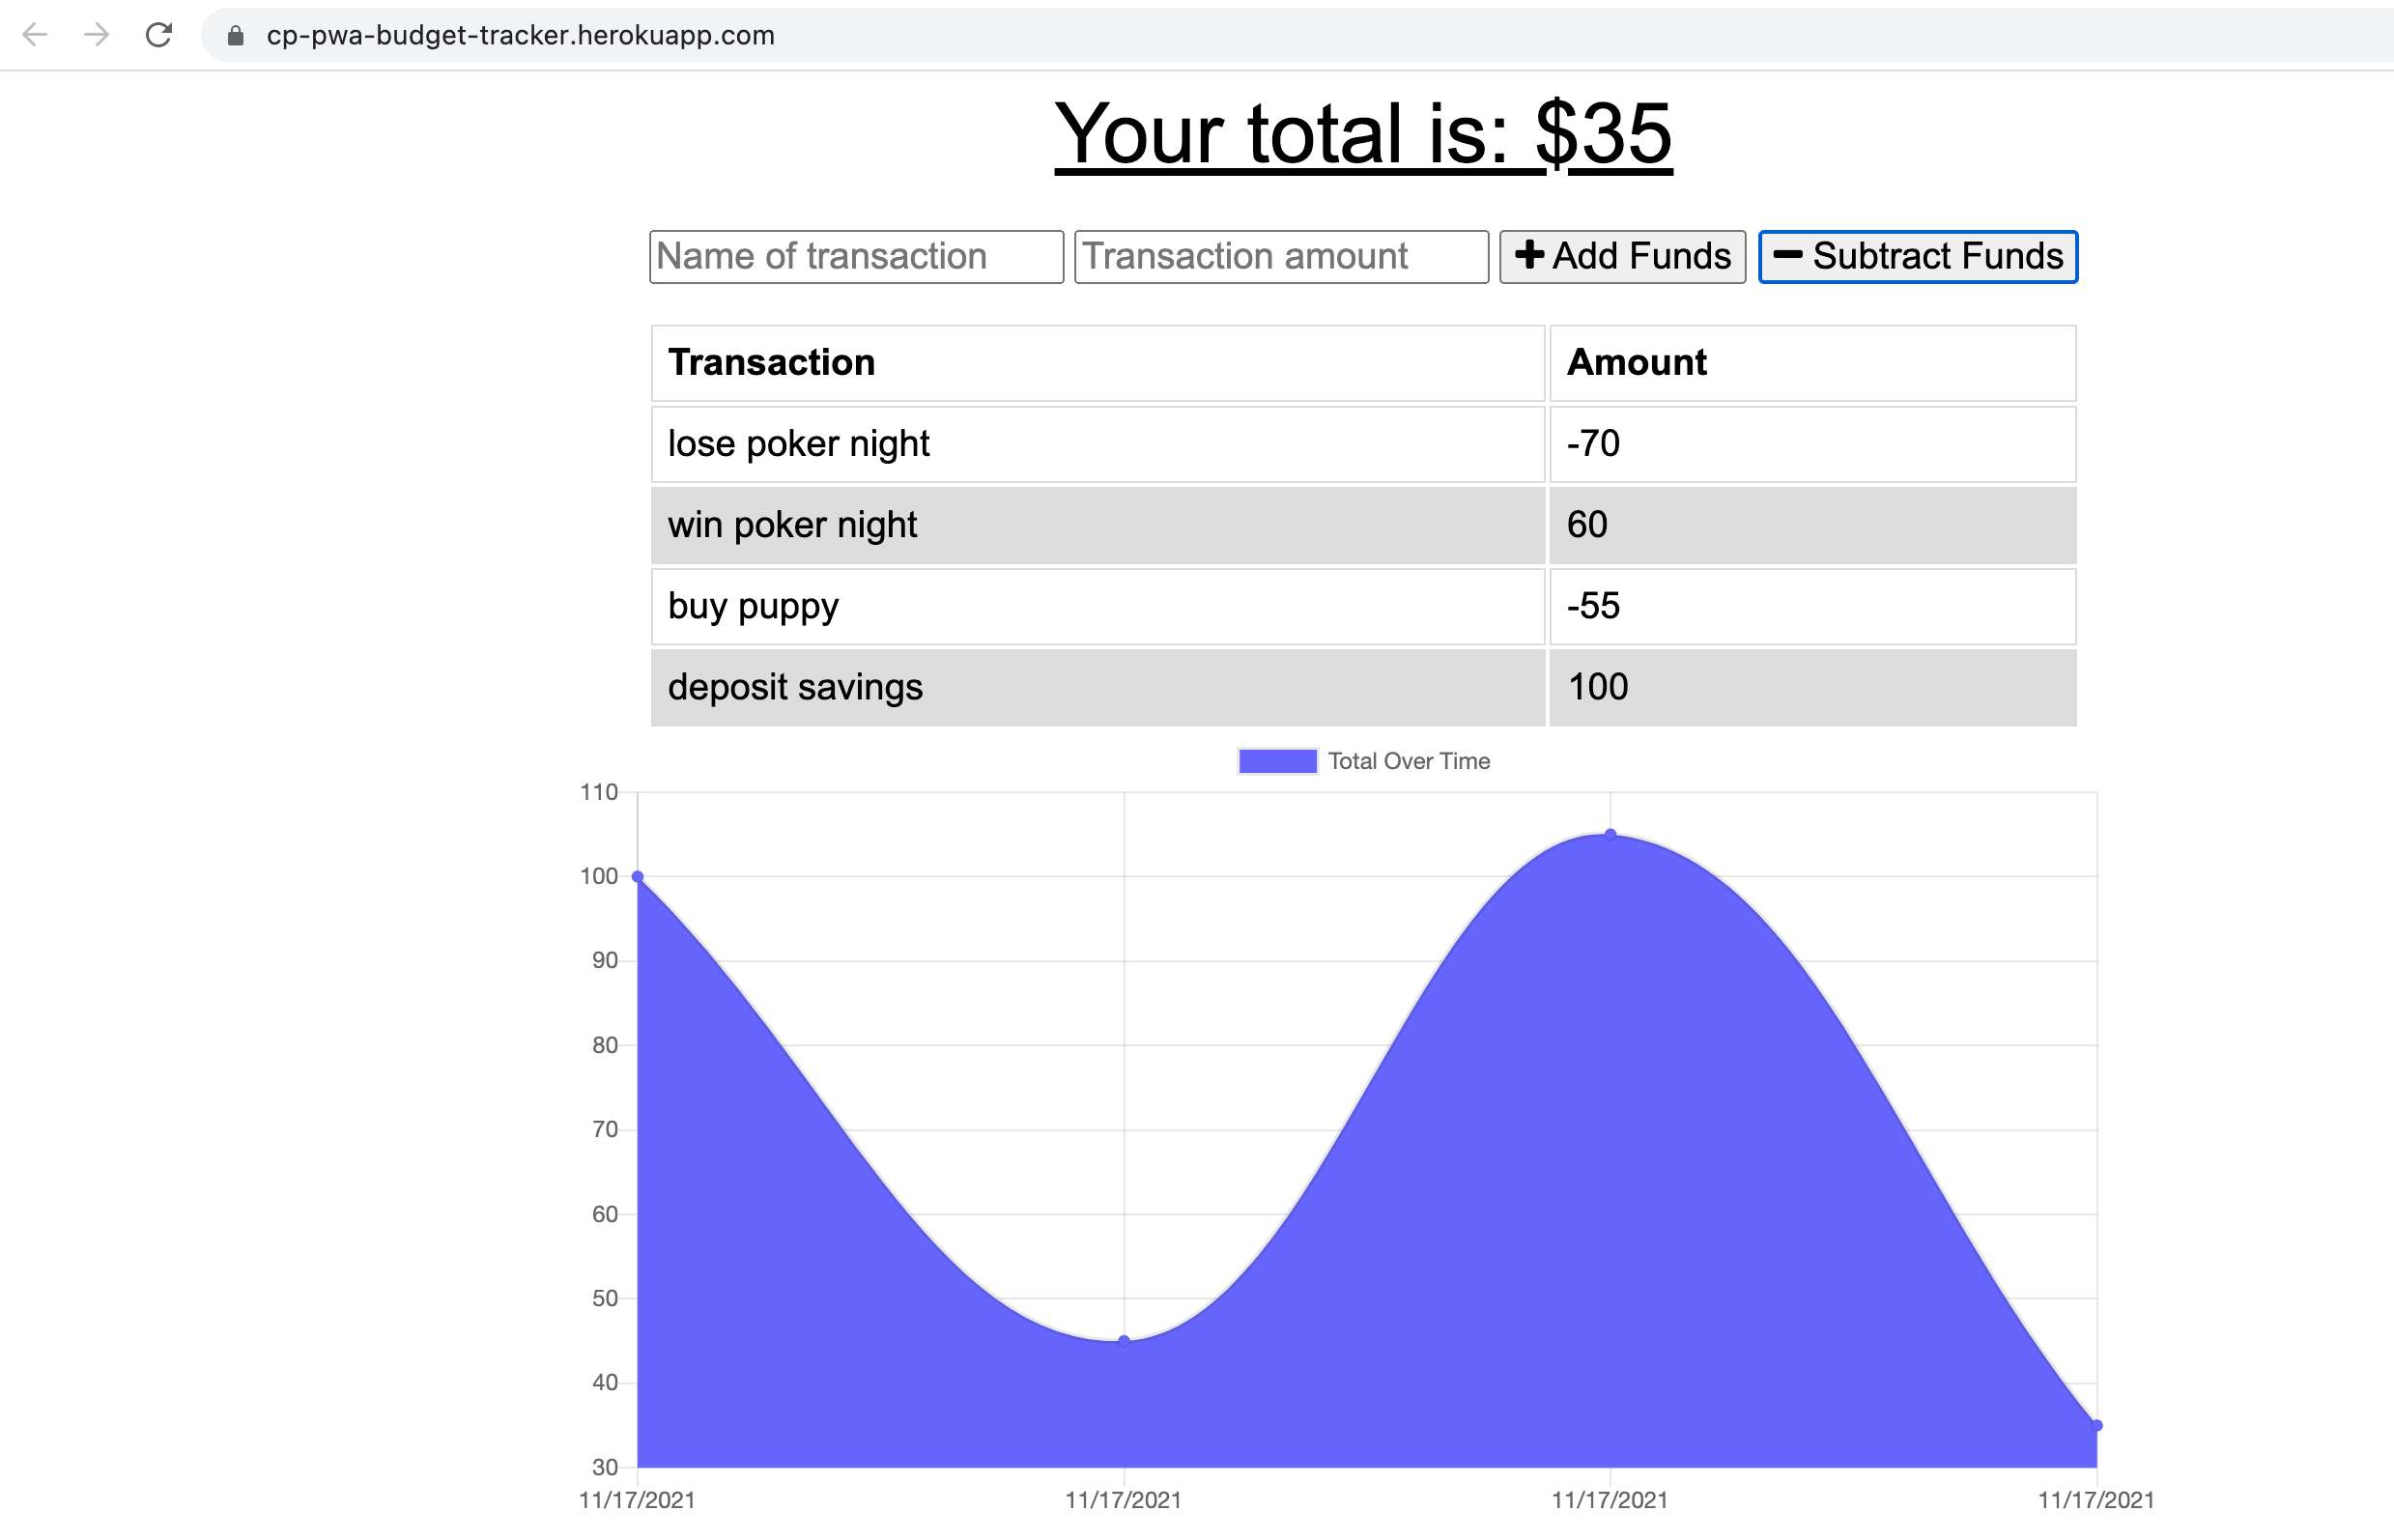 cp-pwa-budget-tracker.herokuapp.com
Your total is: $35
Name of transaction Transaction amount Add Funds Subtract Funds
Transaction Amount
lose poker night -70
win poker night 60
buy puppy -55
deposit savings 100
Total Over Time
110
100
90
80
70
60
50
40
30
11/17/2021 11/17/2021 11/17/2021 11/17/2021